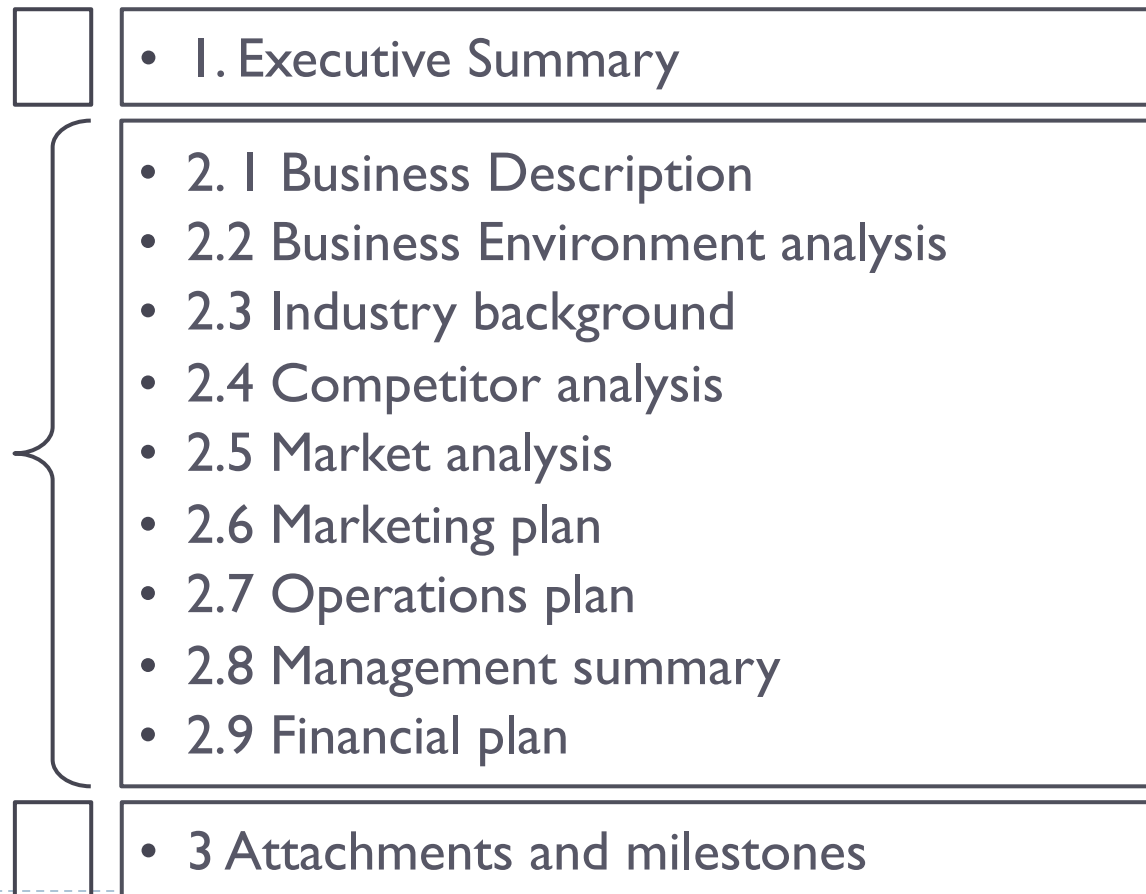 • 1. Executive Summary
• 2. 1 Business Description
• 2.2 Business Environment analysis
• 2.3 Industry background
• 2.4 Competitor analysis
• 2.5 Market analysis
• 2.6 Marketing plan
• 2.7 Operations plan
• 2.8 Management summary
• 2.9 Financial plan
• 3 Attachments and milestones